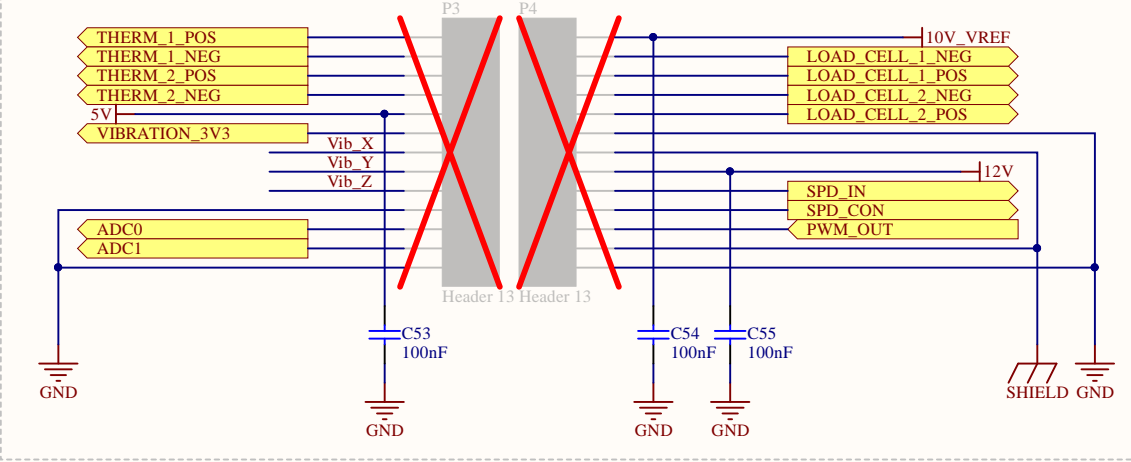 P3
P4
THERM_1_POS
10V_VREF
THERM_1_NEG
LOAD_CELL_1_NEG
THERM_2_POS
LOAD_CELL_1_POS
THERM_2_NEG
LOAD_CELL_2_NEG
5V
LOAD_CELL_2_POS
VIBRATION_3V3
Vib_X
Vib_Y
12V
Vib_Z
SPD_IN
SPD_CON
ADC0
PWM_OUT
ADC1
Header 13
Header 13
C53
100nF
C54
100nF
C55
100nF
GND
SHIELD
GND
GND
GND
GND